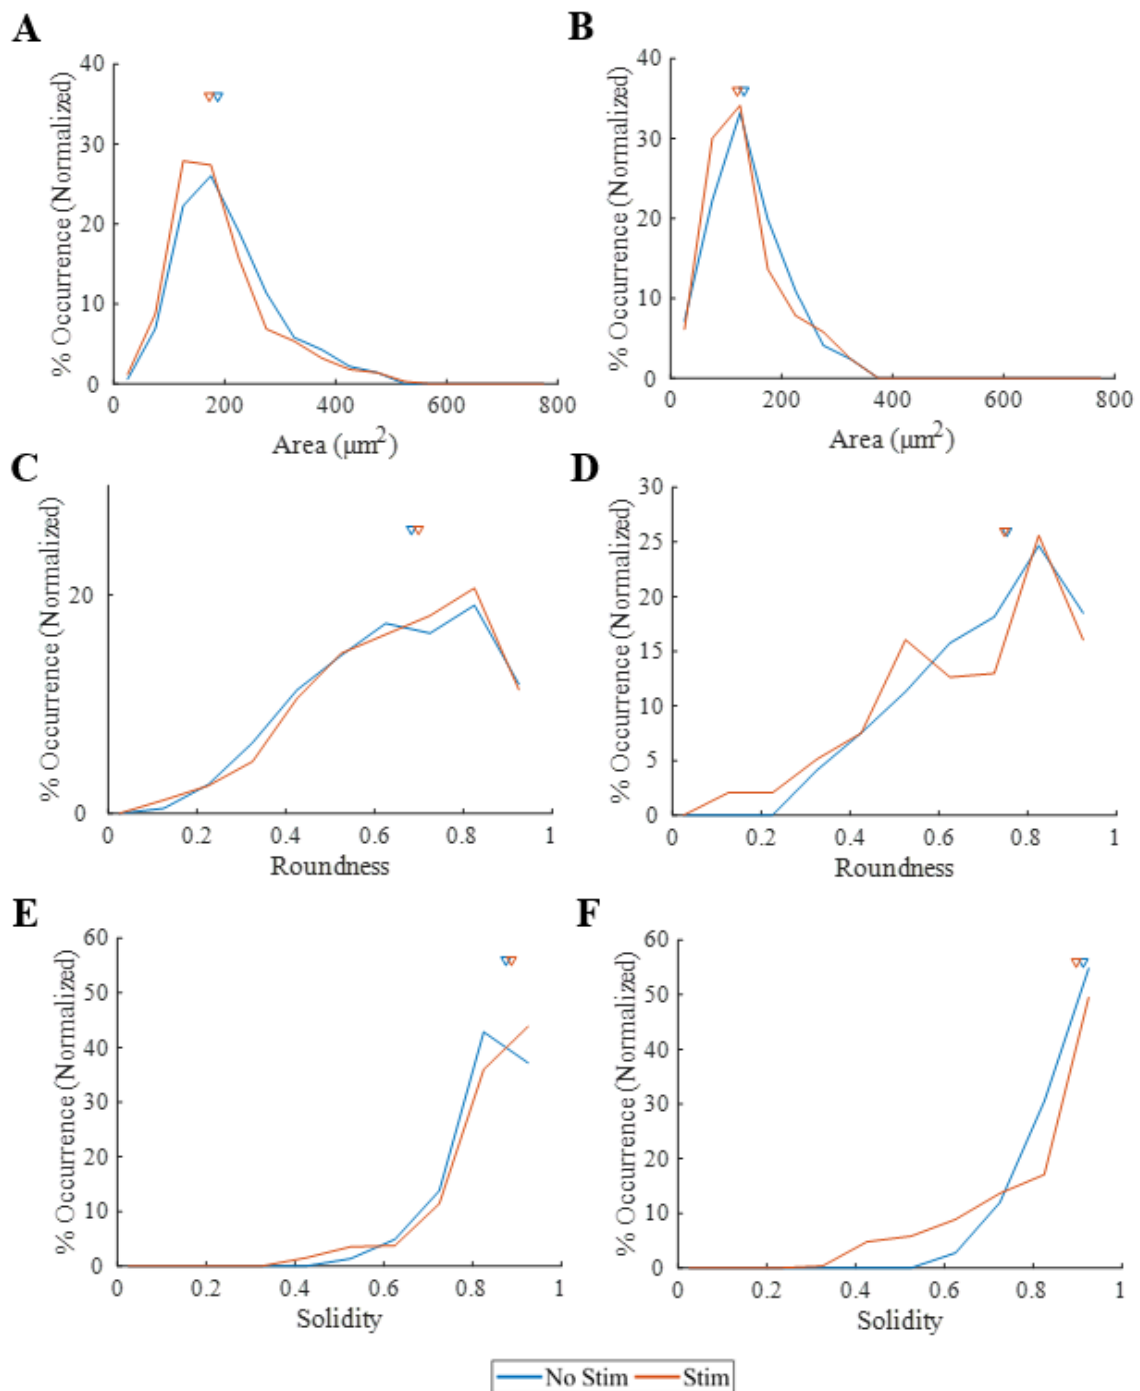 A
% Occurrence (Normalized)
40
30
20
10
0
0 200 400 600 800
Area (μm²)
B
% Occurrence (Normalized)
40
30
20
10
0
0 200 400 600 800
Area (μm²)
C
% Occurrence (Normalized)
20
0
0 0.2 0.4 0.6 0.8 1
Roundness
D
% Occurrence (Normalized)
30
25
20
15
10
5
0
0 0.2 0.4 0.6 0.8 1
Roundness
E
% Occurrence (Normalized)
60
50
40
30
20
10
0
0 0.2 0.4 0.6 0.8 1
Solidity
F
% Occurrence (Normalized)
60
50
40
30
20
10
0
0 0.2 0.4 0.6 0.8 1
Solidity
No Stim Stim